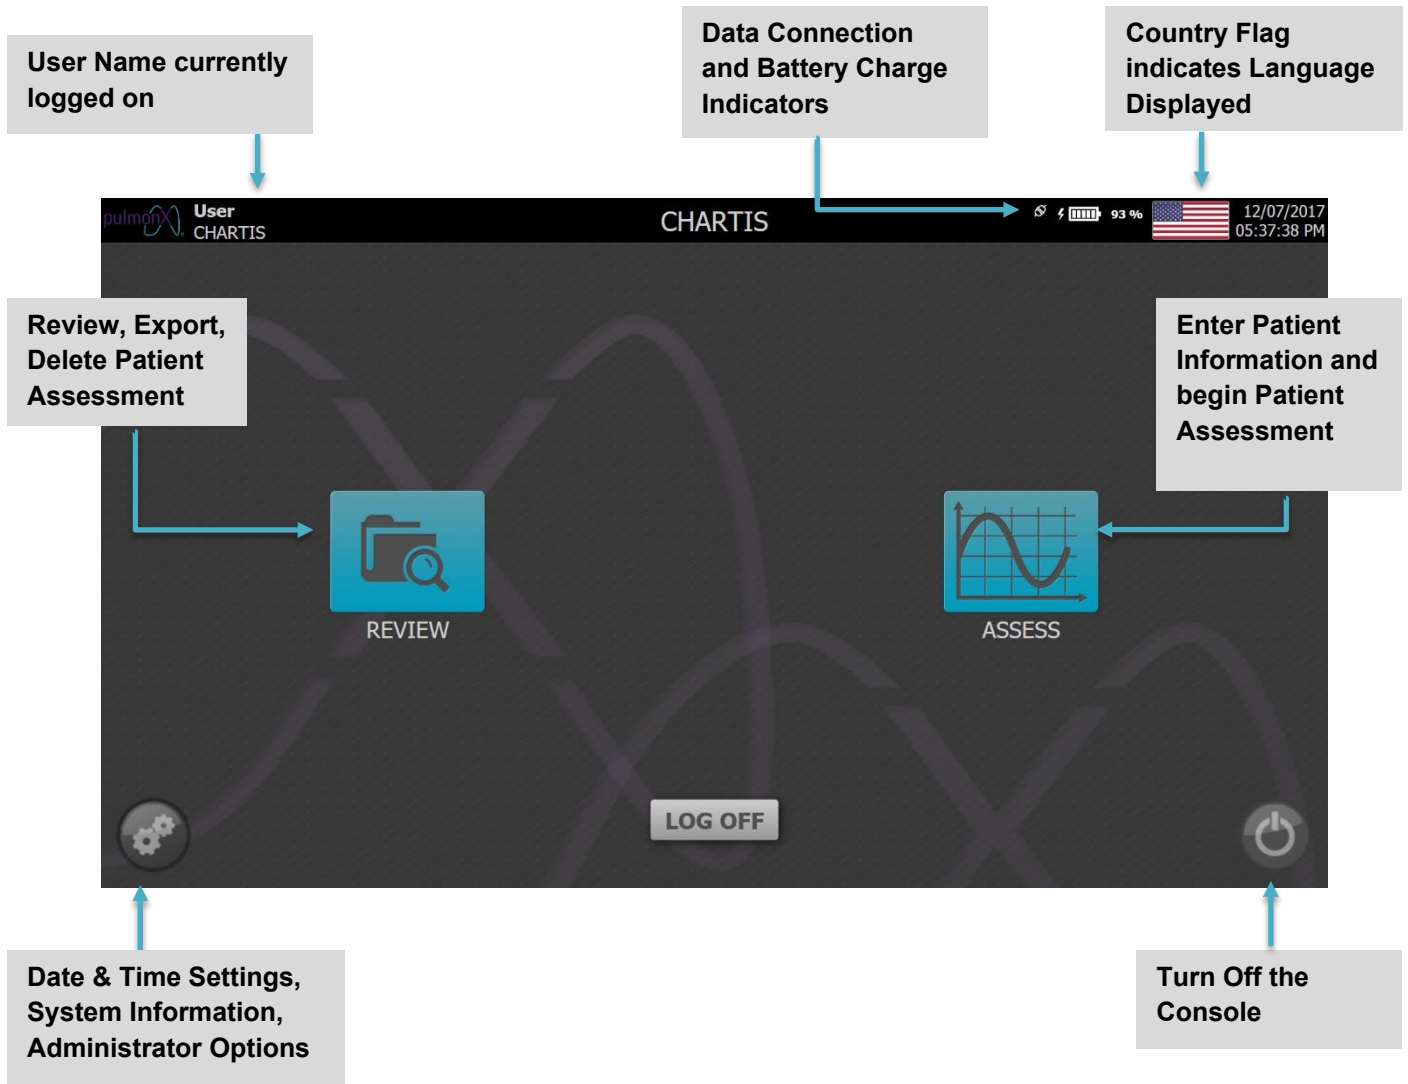 User Name currently
logged on
Data Connection
and Battery Charge
Indicators
Country Flag
indicates Language
Displayed
pulmonX
User
CHARTIS
CHARTIS
93 %
12/07/2017
05:37:38 PM
Review, Export,
Delete Patient
Assessment
Enter Patient
Information and
begin Patient
Assessment
REVIEW
ASSESS
LOG OFF
Date & Time Settings,
System Information,
Administrator Options
Turn Off the
Console